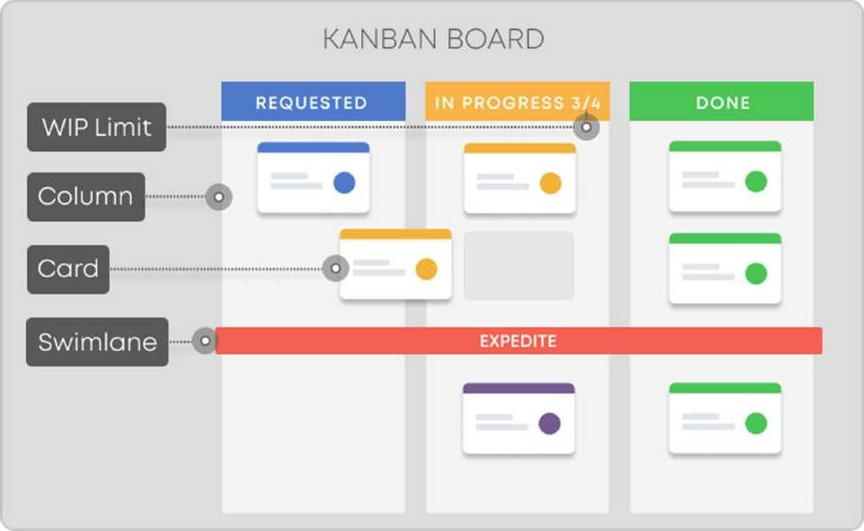 KANBAN BOARD
REQUESTED
IN PROGRESS 3/4
DONE
WIP Limit
Column
Card
Swimlane
EXPEDITE